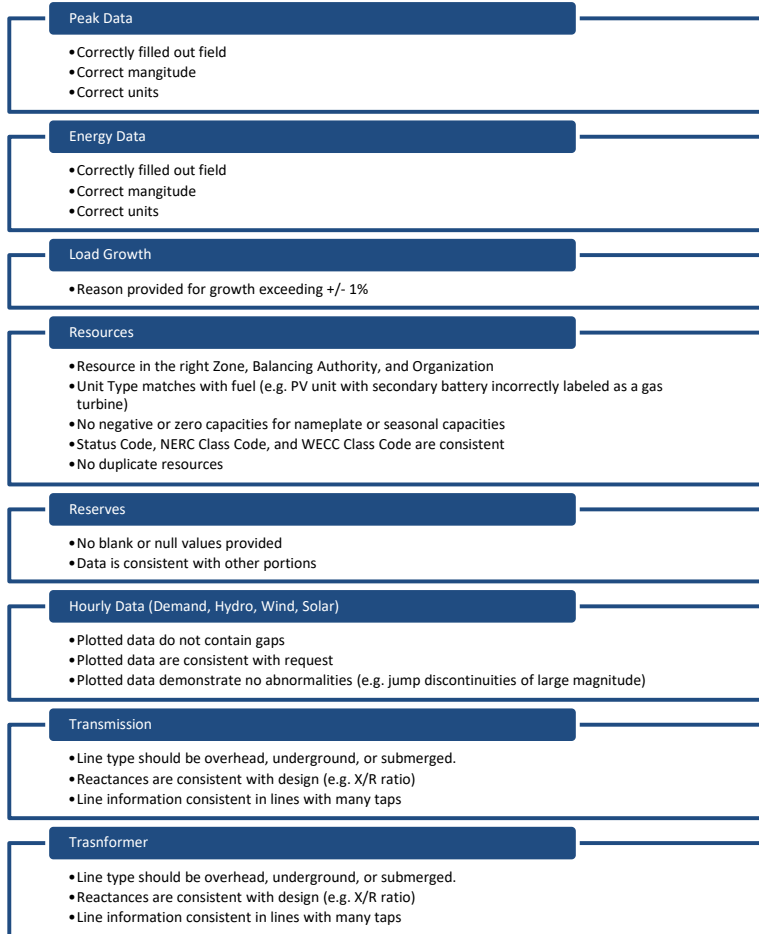 Peak Data
•Correctly filled out field
•Correct mangitude
•Correct units
Energy Data
•Correctly filled out field
•Correct mangitude
•Correct units
Load Growth
•Reason provided for growth exceeding +/- 1%
Resources
•Resource in the right Zone, Balancing Authority, and Organization
•Unit Type matches with fuel (e.g. PV unit with secondary battery incorrectly labeled as a gas
turbine)
•No negative or zero capacities for nameplate or seasonal capacities
•Status Code, NERC Class Code, and WECC Class Code are consistent
•No duplicate resources
Reserves
•No blank or null values provided
•Data is consistent with other portions
Hourly Data (Demand, Hydro, Wind, Solar)
•Plotted data do not contain gaps
•Plotted data are consistent with request
•Plotted data demonstrate no abnormalities (e.g. jump discontinuities of large magnitude)
Transmission
•Line type should be overhead, underground, or submerged.
•Reactances are consistent with design (e.g. X/R ratio)
•Line information consistent in lines with many taps
Trasnformer
•Line type should be overhead, underground, or submerged.
•Reactances are consistent with design (e.g. X/R ratio)
•Line information consistent in lines with many taps